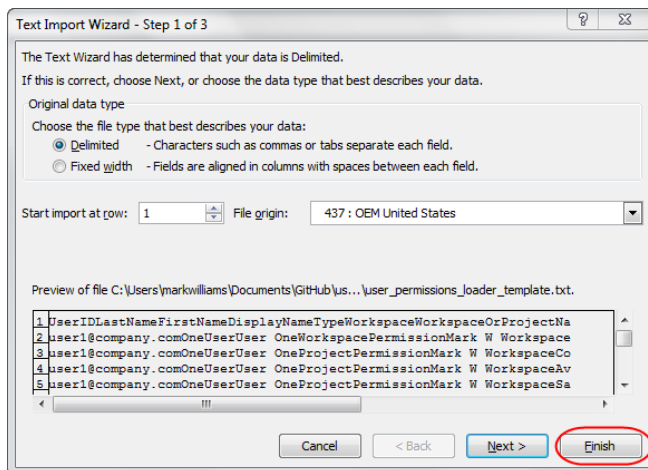 Text Import Wizard - Step 1 of 3
The Text Wizard has determined that your data is Delimited.
If this is correct, choose Next, or choose the data type that best describes your data.
Original data type
Choose the file type that best describes your data:
Delimited - Characters such as commas or tabs separate each field.
Fixed width - Fields are aligned in columns with spaces between each field.
Start import at row: 1 File origin: 437 : OEM United States
Preview of file C:\Users\markwilliams\Documents\GitHub\us...\user_permissions_loader_template.txt.
1 UserIDLastNameFirstNameDisplayNameTypeWorkspaceWorkspaceOrProjectNa
2 user1@company.comOneUserUser OneWorkspacePermissionMark W Workspace
3 user1@company.comOneUserUser OneProjectPermissionMark W WorkspaceCo
4 user1@company.comOneUserUser OneProjectPermissionMark W WorkspaceAv
5 user1@company.comOneUserUser OneProjectPermissionMark W WorkspaceSa
Cancel < Back Next > Finish